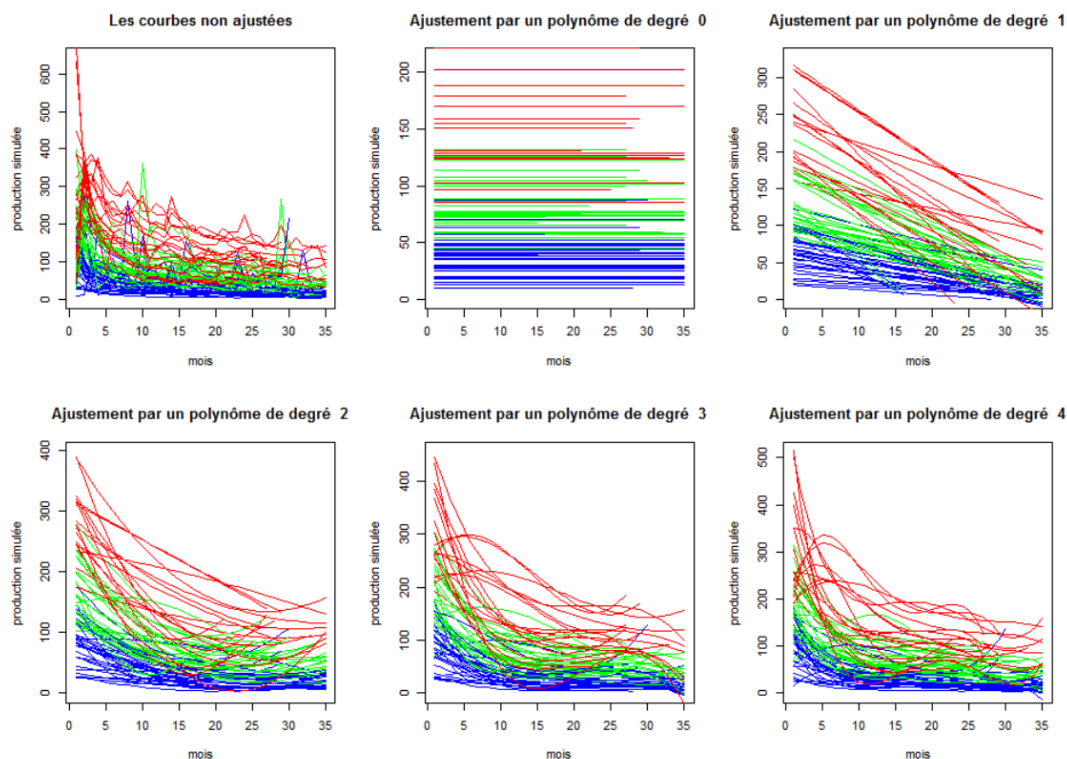 Les courbes non ajustées
Ajustement par un polynôme de degré 0
Ajustement par un polynôme de degré 1
production simulée
0 100 200 300 400 500 600
0 5 10 15 20 25 30 35
mois
production simulée
0 50 100 150 200
0 5 10 15 20 25 30 35
mois
production simulée
0 50 100 150 200 250 300
0 5 10 15 20 25 30 35
mois
Ajustement par un polynôme de degré 2
Ajustement par un polynôme de degré 3
Ajustement par un polynôme de degré 4
production simulée
0 100 200 300 400
0 5 10 15 20 25 30 35
mois
production simulée
0 100 200 300 400
0 5 10 15 20 25 30 35
mois
production simulée
0 100 200 300 400 500
0 5 10 15 20 25 30 35
mois